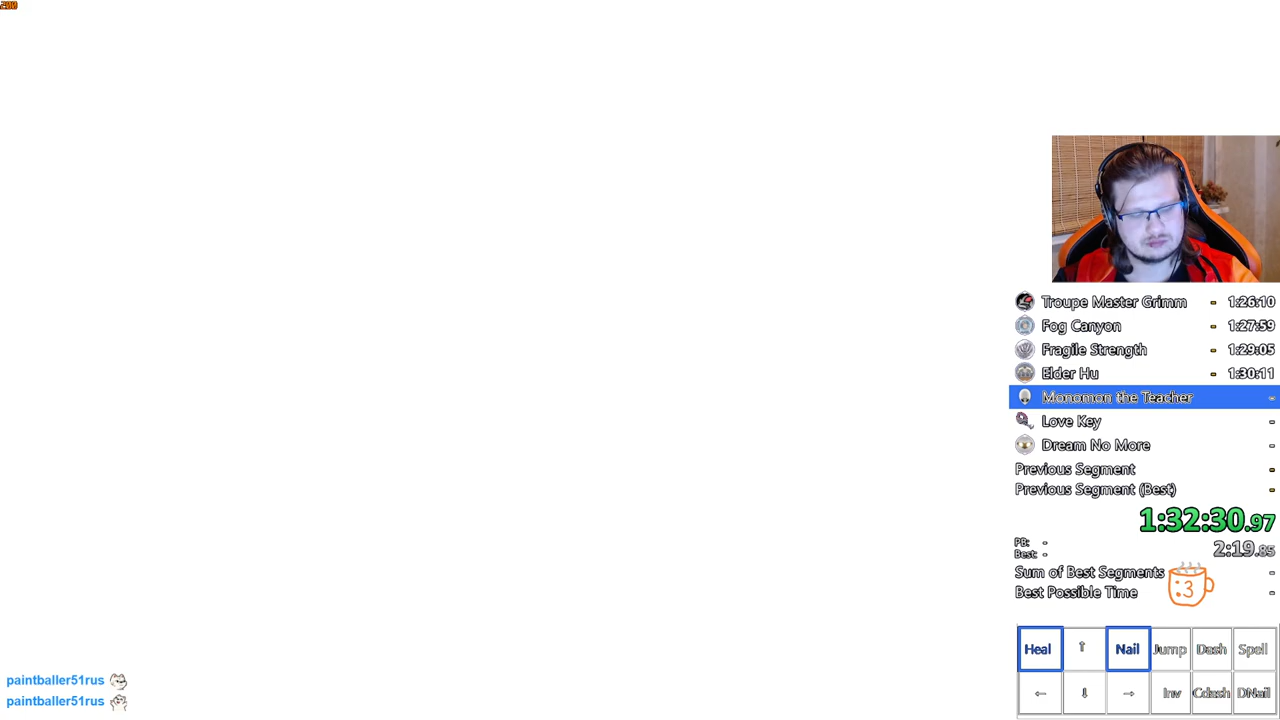 Troupe Master Grimm - 1:26:10
Fog Canyon - 1:27:59
Fragile Strength - 1:29:05
Elder Hu - 1:30:11
Monomon the Teacher -
Love Key -
Dream No More -
Previous Segment -
Previous Segment (Best) -
1:32:30.97
PB: - 2:19.85
Best: -
Sum of Best Segments -
Best Possible Time -
:3
Heal ↑ Nail Jump Dash Spell
← ↓ → Inv Cdash DNail
paintballer51rus
paintballer51rus